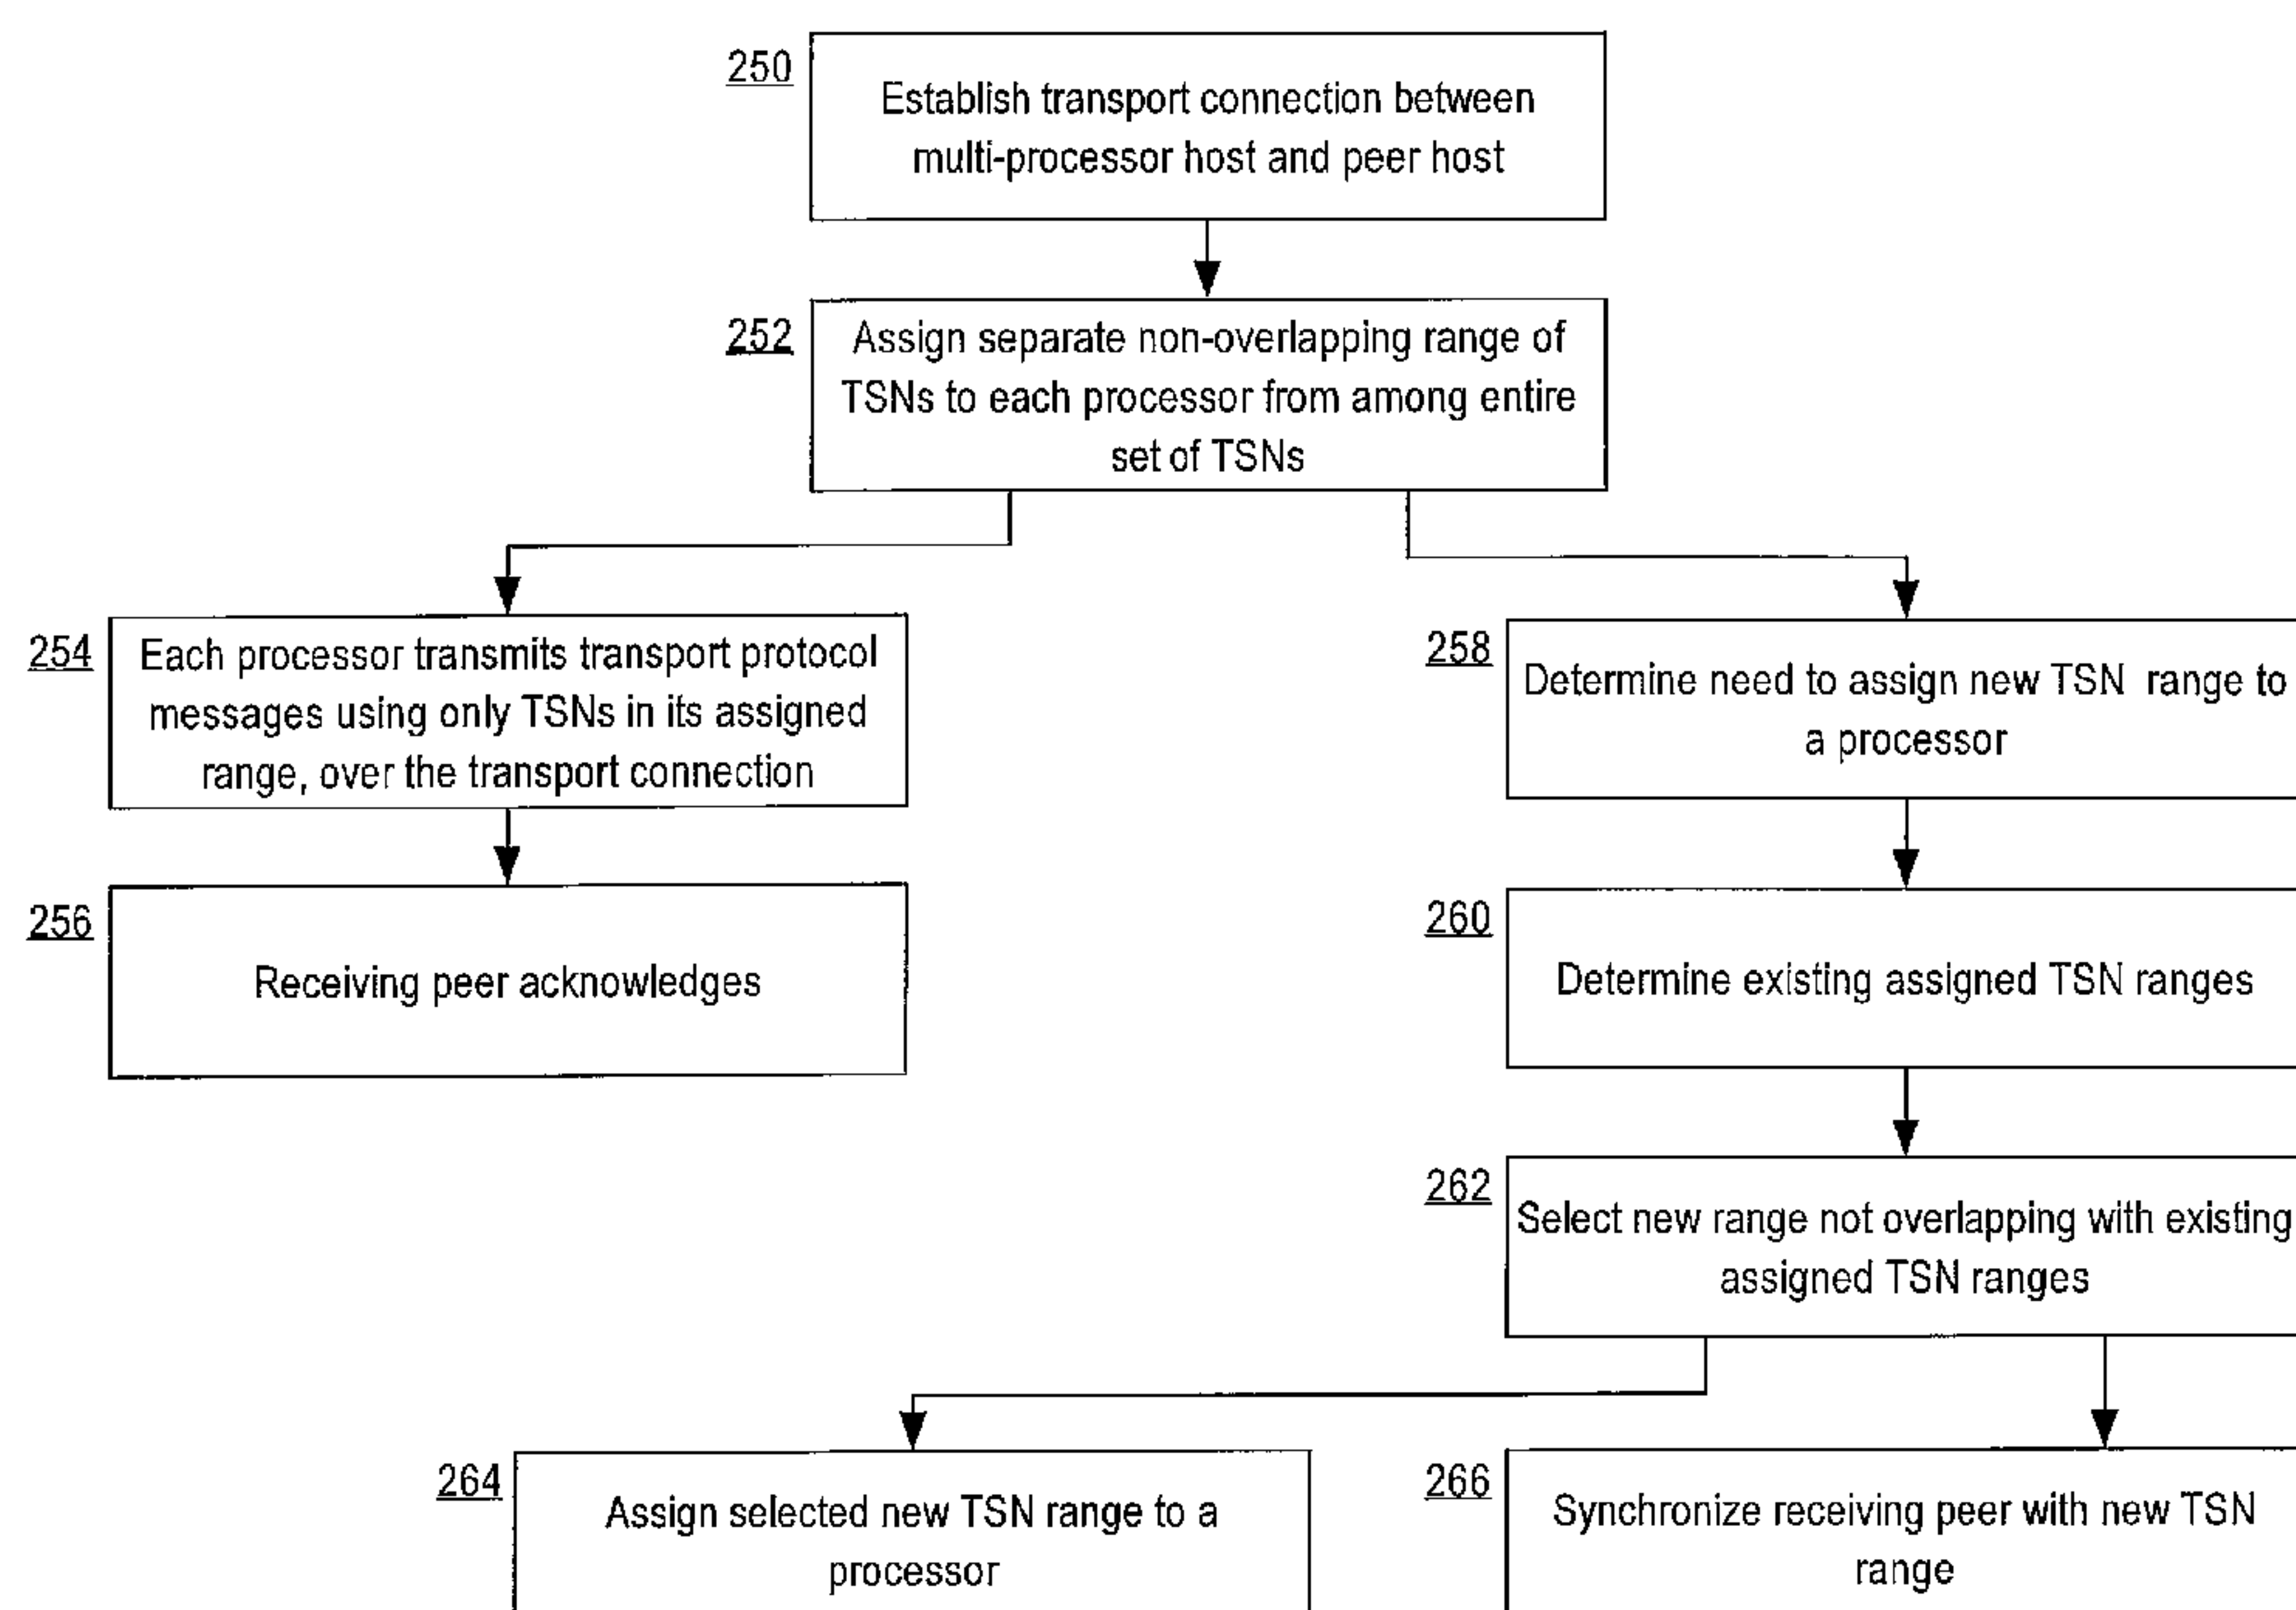 250
Establish transport connection between
multi-processor host and peer host
252
Assign separate non-overlapping range of
TSNs to each processor from among entire
set of TSNs
254
Each processor transmits transport protocol
messages using only TSNs in its assigned
range, over the transport connection
256
Receiving peer acknowledges
258
Determine need to assign new TSN range to
a processor
260
Determine existing assigned TSN ranges
262
Select new range not overlapping with existing
assigned TSN ranges
264
Assign selected new TSN range to a
processor
266
Synchronize receiving peer with new TSN
range